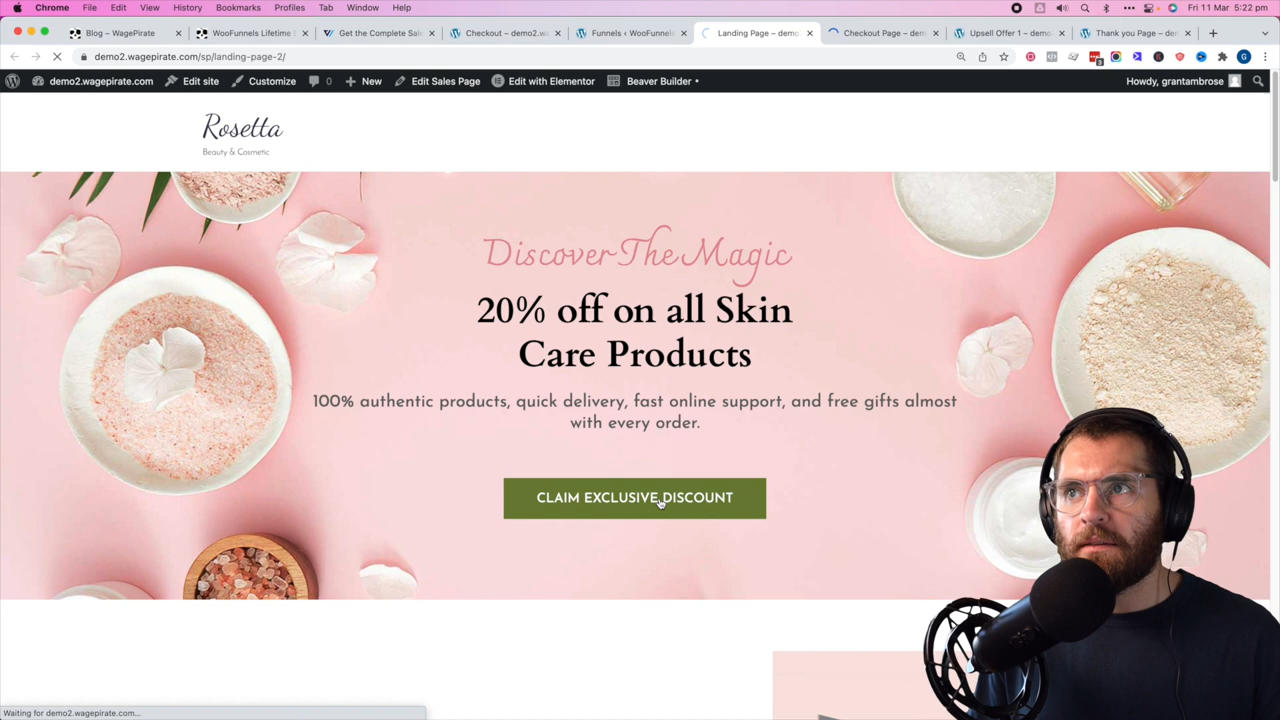 Chrome File Edit View History Bookmarks Profiles Tab Window Help Fri 11 Mar 5:22 pm
Blog – WagePirate WooFunnels Lifetime Get the Complete Sale Checkout – demo2.wa Funnels ‹ WooFunnels Landing Page – demo Checkout Page – dem Upsell Offer 1 – demo Thank you Page – dem
demo2.wagepirate.com/sp/landing-page-2/
demo2.wagepirate.com Edit site Customize 0 New Edit Sales Page Edit with Elementor Beaver Builder Howdy, grantambrose
Rosetta
Beauty & Cosmetic
Discover The Magic
20% off on all Skin
Care Products
100% authentic products, quick delivery, fast online support, and free gifts almost
with every order.
CLAIM EXCLUSIVE DISCOUNT
Waiting for demo2.wagepirate.com...